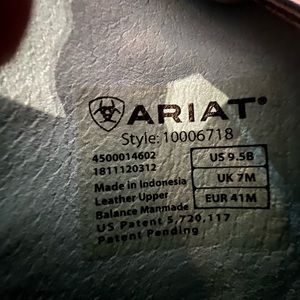 ARIAT®
Style: 10006718
4500014602
1811120312
Made in Indonesia
Leather Upper
Balance Manmade
US Patent 5,720,117
Patent Pending
US 9.5B
UK 7M
EUR 41M